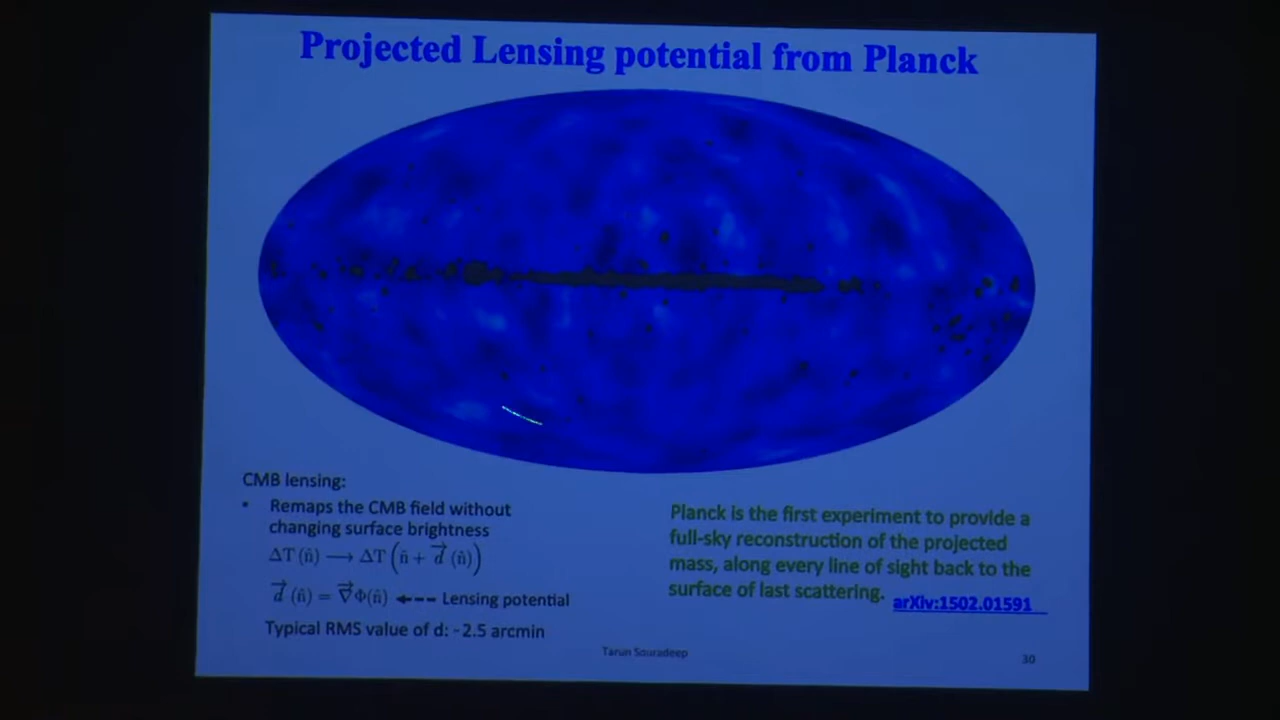 Projected Lensing potential from Planck
CMB lensing:
• Remaps the CMB field without
changing surface brightness
ΔT (n̂) ⟶ ΔT (n̂ + d⃗ (n̂))
d⃗ (n̂) = ∇⃗Φ(n̂) ⇠ Lensing potential
Typical RMS value of d: ~2.5 arcmin
Planck is the first experiment to provide a
full-sky reconstruction of the projected
mass, along every line of sight back to the
surface of last scattering.
arXiv:1502.01591
Tarun Souradeep
30